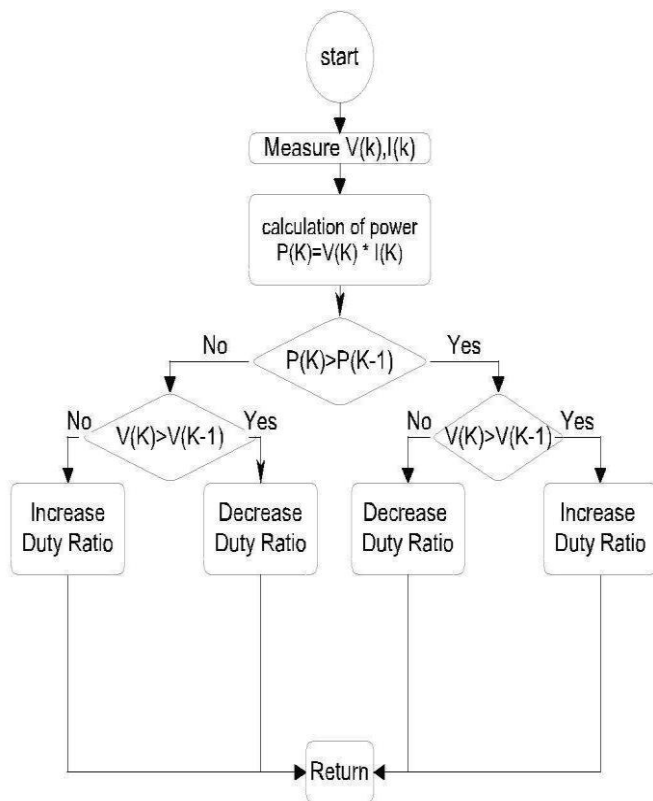 start
Measure V(k),I(k)
calculation of power
P(K)=V(K) * I(K)
No
P(K)>P(K-1)
Yes
No
V(K)>V(K-1)
Yes
No
V(K)>V(K-1)
Yes
Increase
Duty Ratio
Decrease
Duty Ratio
Decrease
Duty Ratio
Increase
Duty Ratio
Return